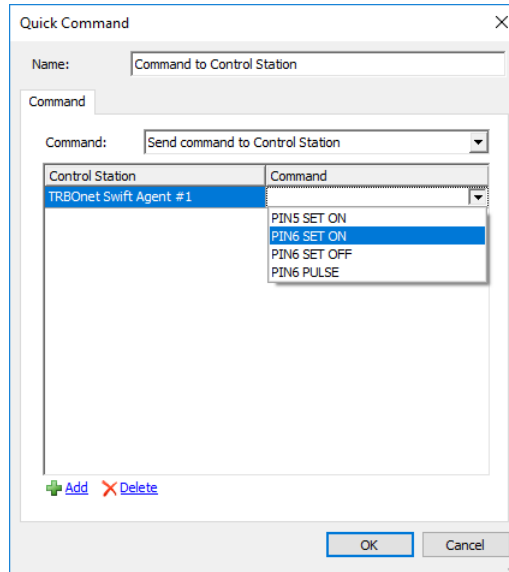 Quick Command
Name: Command to Control Station
Command
Command: Send command to Control Station
Control Station Command
TRBOnet Swift Agent #1
PIN5 SET ON
PIN6 SET ON
PIN6 SET OFF
PIN6 PULSE
Add Delete
OK Cancel